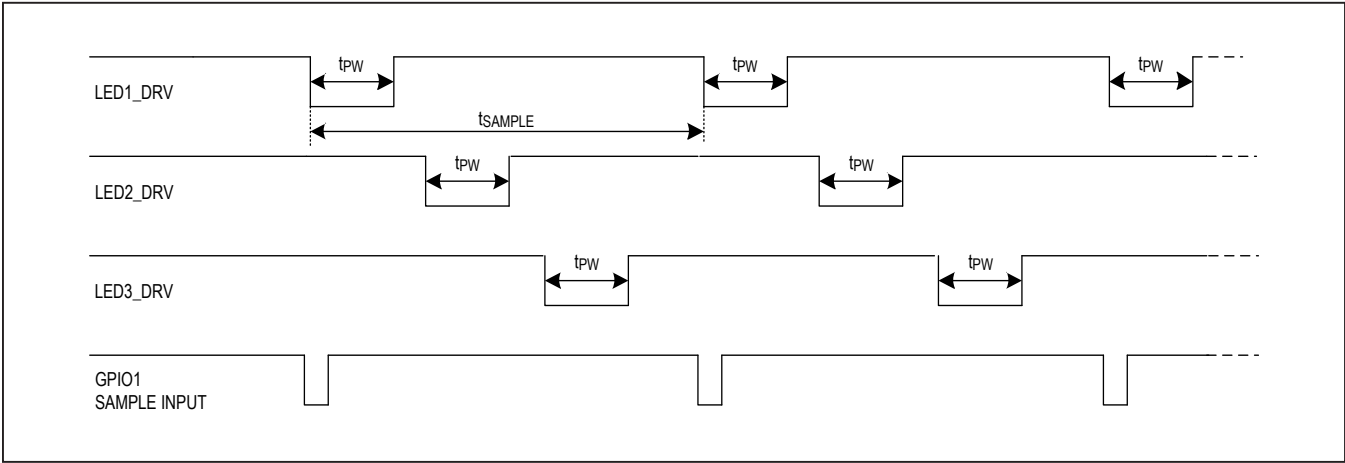 tPW
tPW
tPW
LED1_DRV
tSAMPLE
tPW
tPW
LED2_DRV
tPW
tPW
LED3_DRV
GPIO1
SAMPLE INPUT